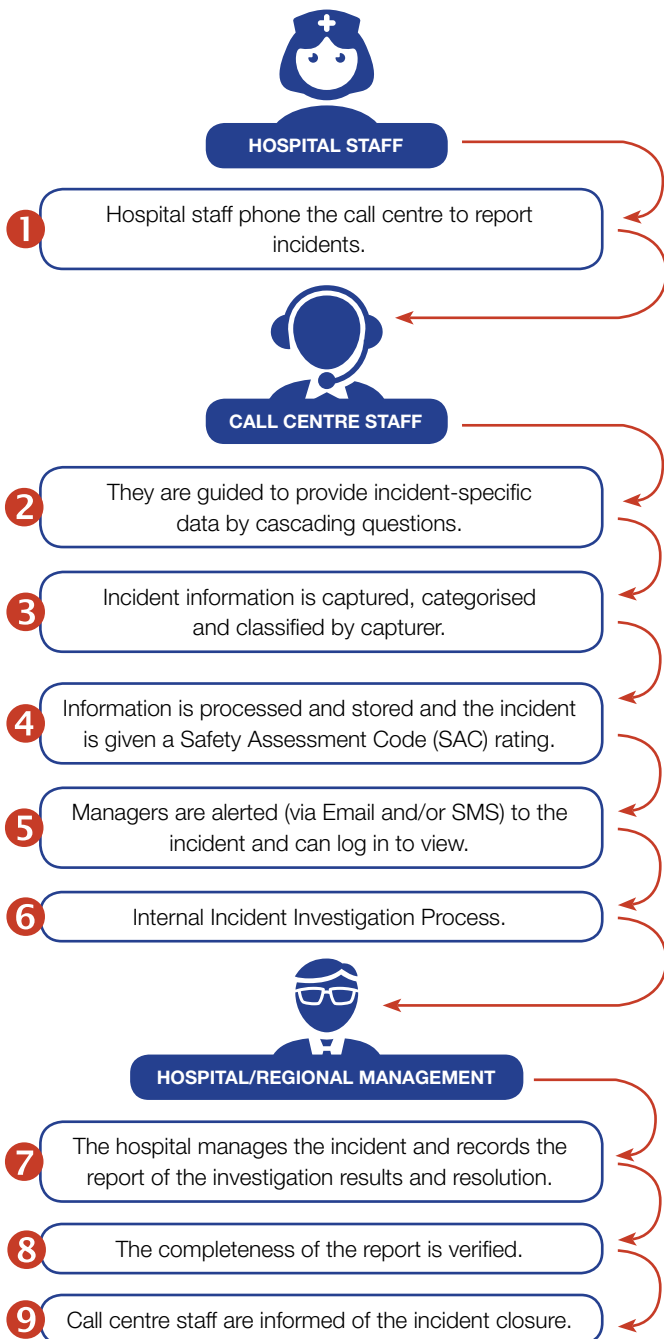 HOSPITAL STAFF
1
Hospital staff phone the call centre to report
incidents.
CALL CENTRE STAFF
2
They are guided to provide incident-specific
data by cascading questions.
3
Incident information is captured, categorised
and classified by capturer.
4
Information is processed and stored and the incident
is given a Safety Assessment Code (SAC) rating.
5
Managers are alerted (via Email and/or SMS) to the
incident and can log in to view.
6
Internal Incident Investigation Process.
HOSPITAL/REGIONAL MANAGEMENT
7
The hospital manages the incident and records the
report of the investigation results and resolution.
8
The completeness of the report is verified.
9
Call centre staff are informed of the incident closure.